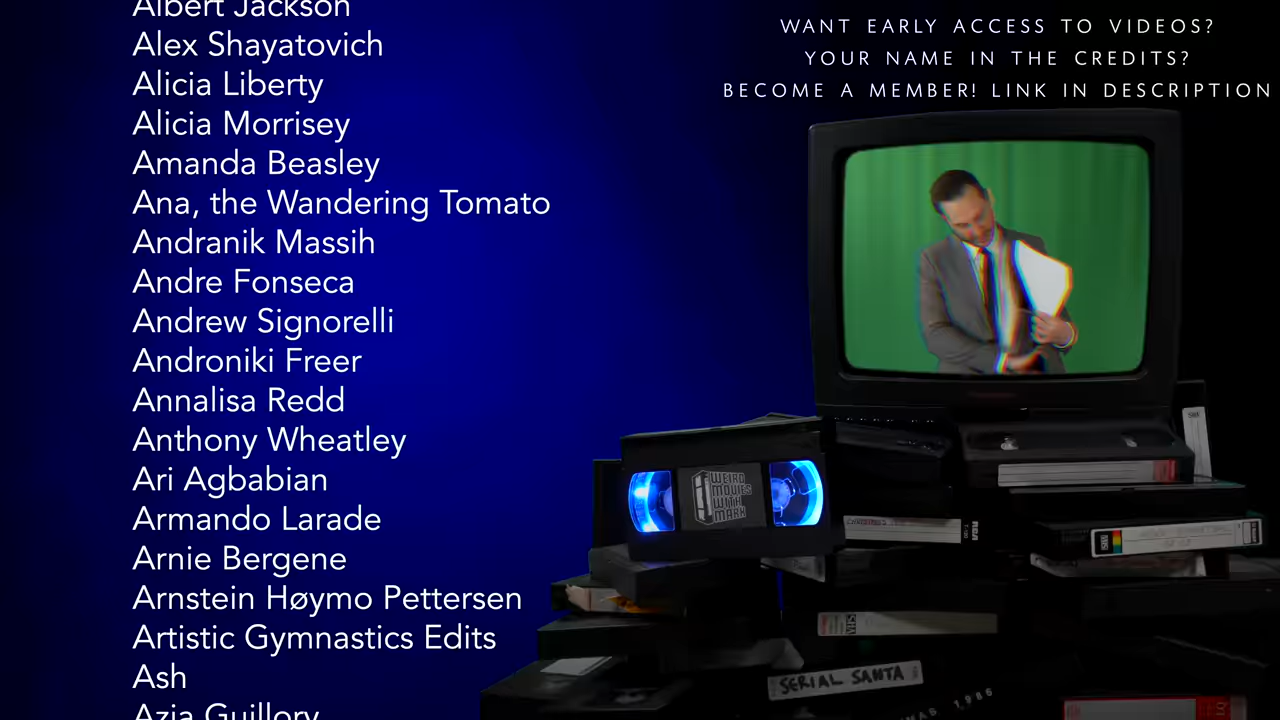 Albert Jackson
Alex Shayatovich
Alicia Liberty
Alicia Morrisey
Amanda Beasley
Ana, the Wandering Tomato
Andranik Massih
Andre Fonseca
Andrew Signorelli
Androniki Freer
Annalisa Redd
Anthony Wheatley
Ari Agbabian
Armando Larade
Arnie Bergene
Arnstein Høymo Pettersen
Artistic Gymnastics Edits
Ash
Azia Guillory
WANT EARLY ACCESS TO VIDEOS?
YOUR NAME IN THE CREDITS?
BECOME A MEMBER! LINK IN DESCRIPTION
WEIRD
MOVIES
WITH
MARK
RCA
VHS
SERIAL SANTA
1986